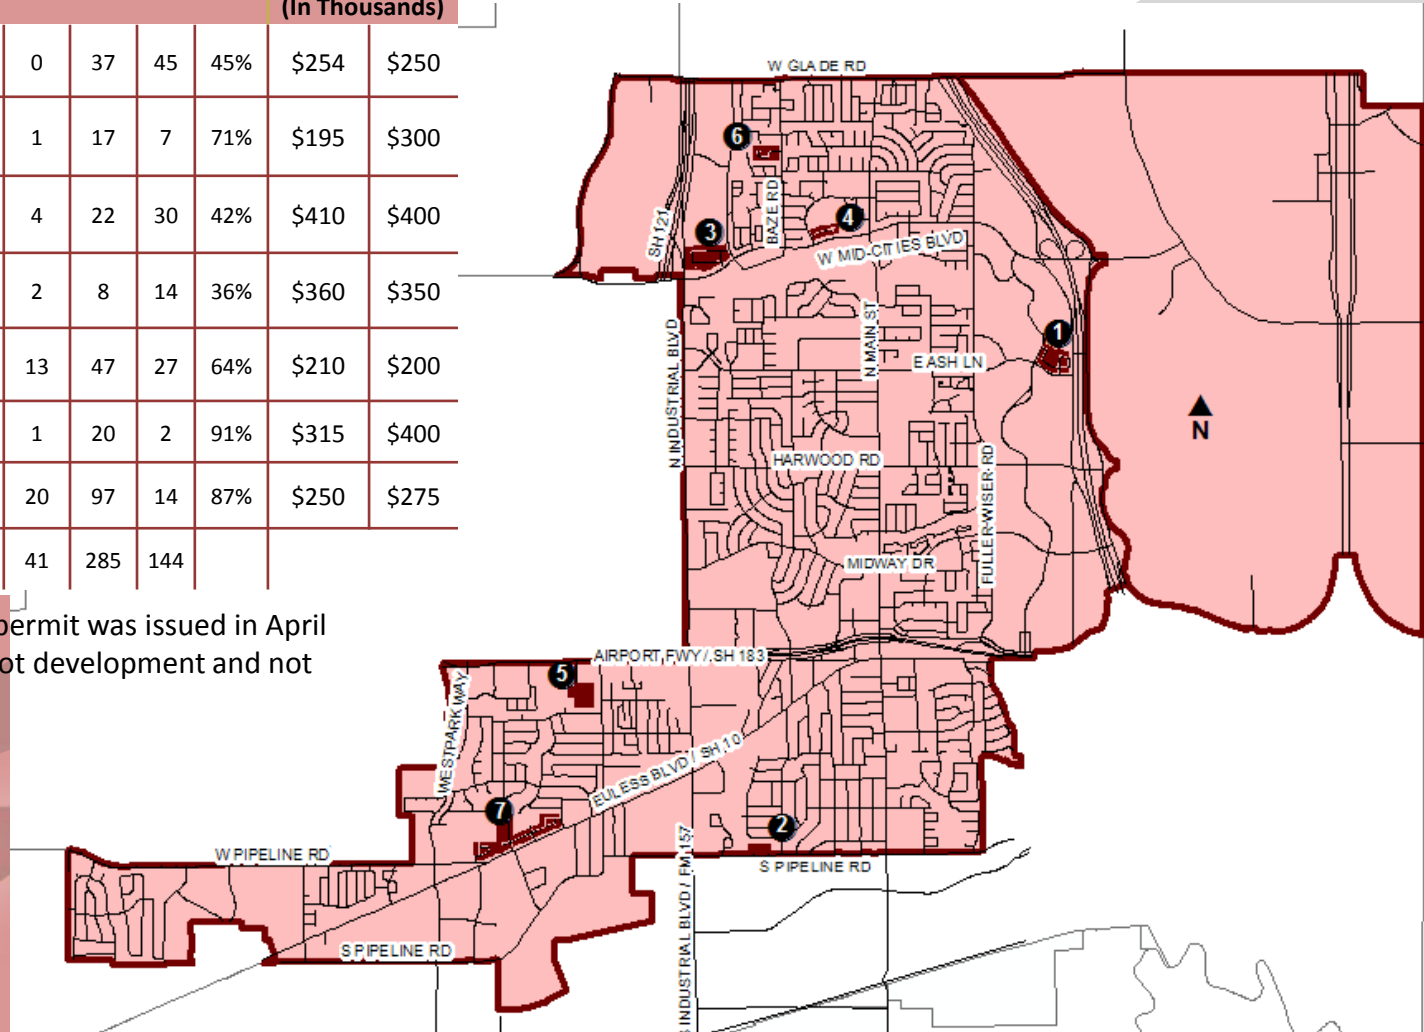 (In Thousands)
0 37 45 45% $254 $250
1 17 7 71% $195 $300
4 22 30 42% $410 $400
2 8 14 36% $360 $350
13 47 27 64% $210 $200
1 20 2 91% $315 $400
20 97 14 87% $250 $275
41 285 144
permit was issued in April
ot development and not
W GLADE RD
6
BAZE RD
4
3
SH 121
W MID-CITIES BLVD
1
N INDUSTRIAL BLVD
N MAIN ST
E ASH LN
N
HARWOOD RD
FULLER-WISER RD
MIDWAY DR
AIRPORT FWY / SH 183
5
WESTPARK WAY
EULESS BLVD / SH 10
7
2
W PIPELINE RD
S PIPELINE RD
S PIPELINE RD
S INDUSTRIAL BLVD / FM 157